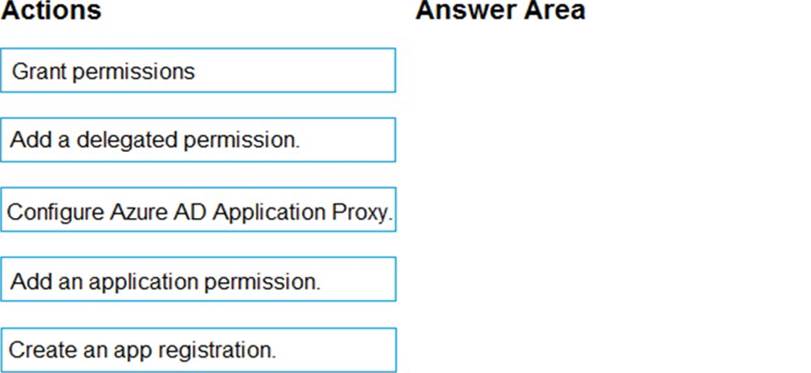 Actions
Answer Area
Grant permissions
Add a delegated permission.
Configure Azure AD Application Proxy.
Add an application permission.
Create an app registration.